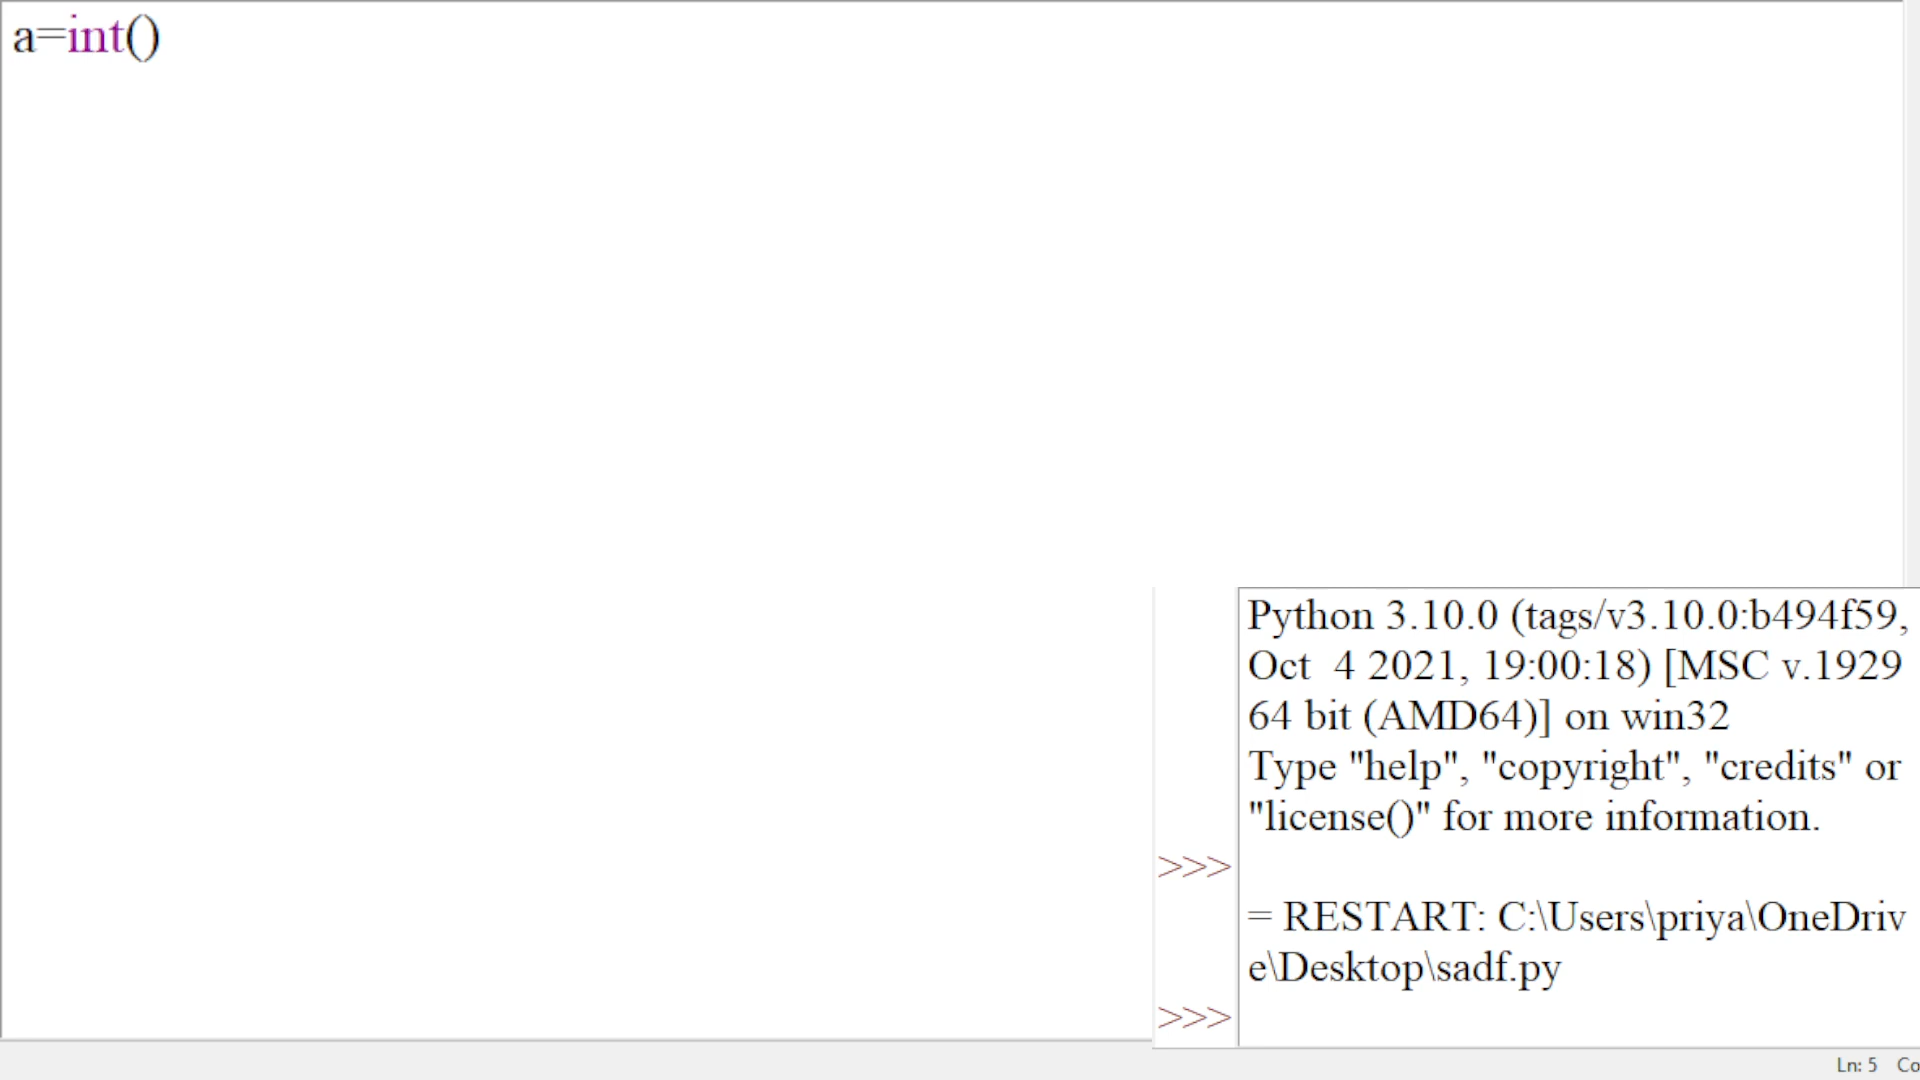 a=int()
Python 3.10.0 (tags/v3.10.0:b494f59,
Oct  4 2021, 19:00:18) [MSC v.1929
64 bit (AMD64)] on win32
Type "help", "copyright", "credits" or
"license()" for more information.
>>>
= RESTART: C:\Users\priya\OneDriv
e\Desktop\sadf.py
>>>
Ln: 5 Co